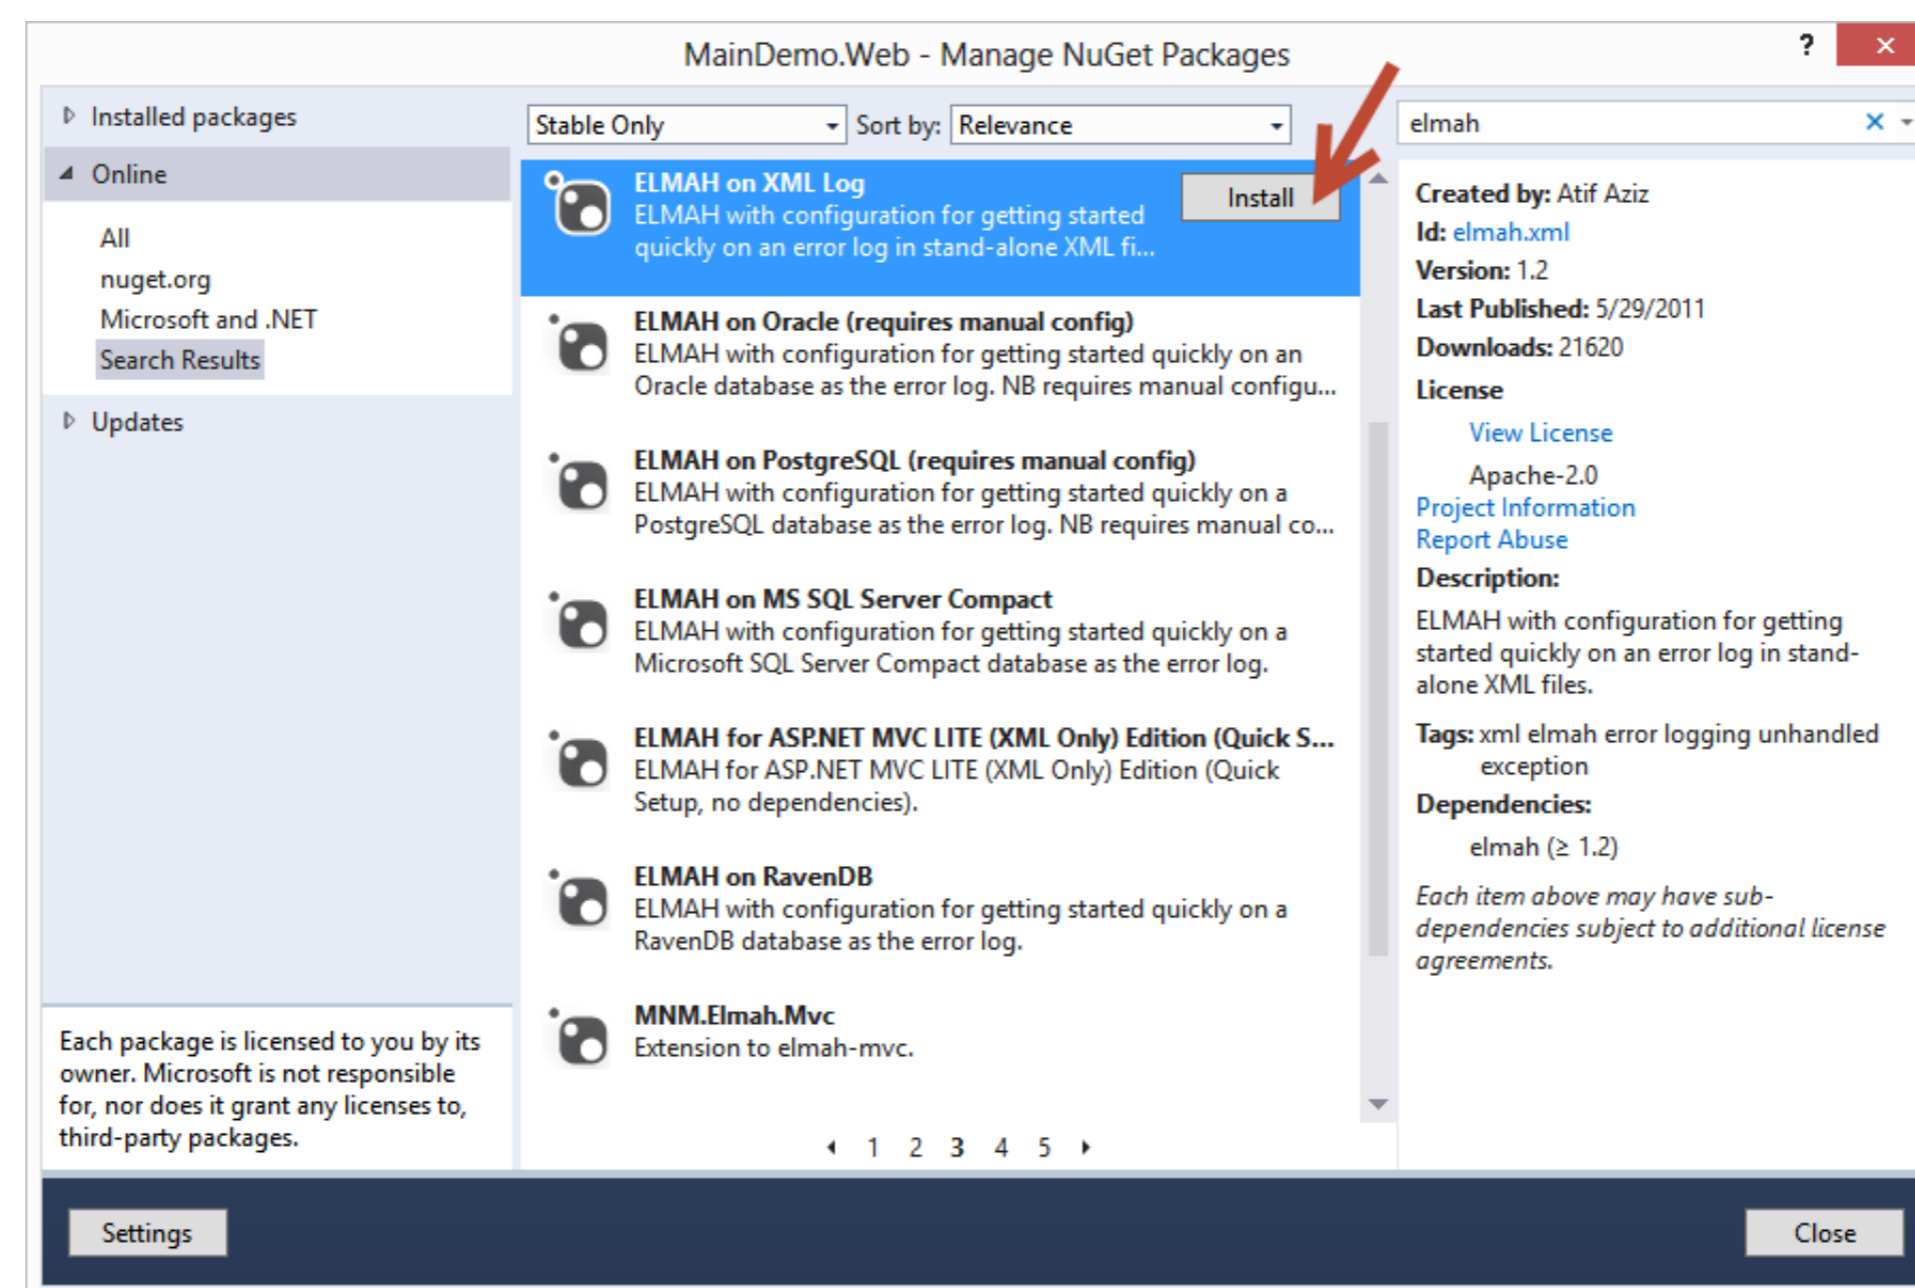 MainDemo.Web - Manage NuGet Packages
?
Installed packages
Online
All
nuget.org
Microsoft and .NET
Search Results
Updates
Each package is licensed to you by its
owner. Microsoft is not responsible
for, nor does it grant any licenses to,
third-party packages.
Stable Only
Sort by: Relevance
ELMAH on XML Log
ELMAH with configuration for getting started
quickly on an error log in stand-alone XML fi...
Install
ELMAH on Oracle (requires manual config)
ELMAH with configuration for getting started quickly on an
Oracle database as the error log. NB requires manual configu...
ELMAH on PostgreSQL (requires manual config)
ELMAH with configuration for getting started quickly on a
PostgreSQL database as the error log. NB requires manual co...
ELMAH on MS SQL Server Compact
ELMAH with configuration for getting started quickly on a
Microsoft SQL Server Compact database as the error log.
ELMAH for ASP.NET MVC LITE (XML Only) Edition (Quick S...
ELMAH for ASP.NET MVC LITE (XML Only) Edition (Quick
Setup, no dependencies).
ELMAH on RavenDB
ELMAH with configuration for getting started quickly on a
RavenDB database as the error log.
MNM.Elmah.Mvc
Extension to elmah-mvc.
1 2 3 4 5
elmah
Created by: Atif Aziz
Id: elmah.xml
Version: 1.2
Last Published: 5/29/2011
Downloads: 21620
License
View License
Apache-2.0
Project Information
Report Abuse
Description:
ELMAH with configuration for getting
started quickly on an error log in stand-
alone XML files.
Tags: xml elmah error logging unhandled
exception
Dependencies:
elmah (≥ 1.2)
Each item above may have sub-
dependencies subject to additional license
agreements.
Settings
Close